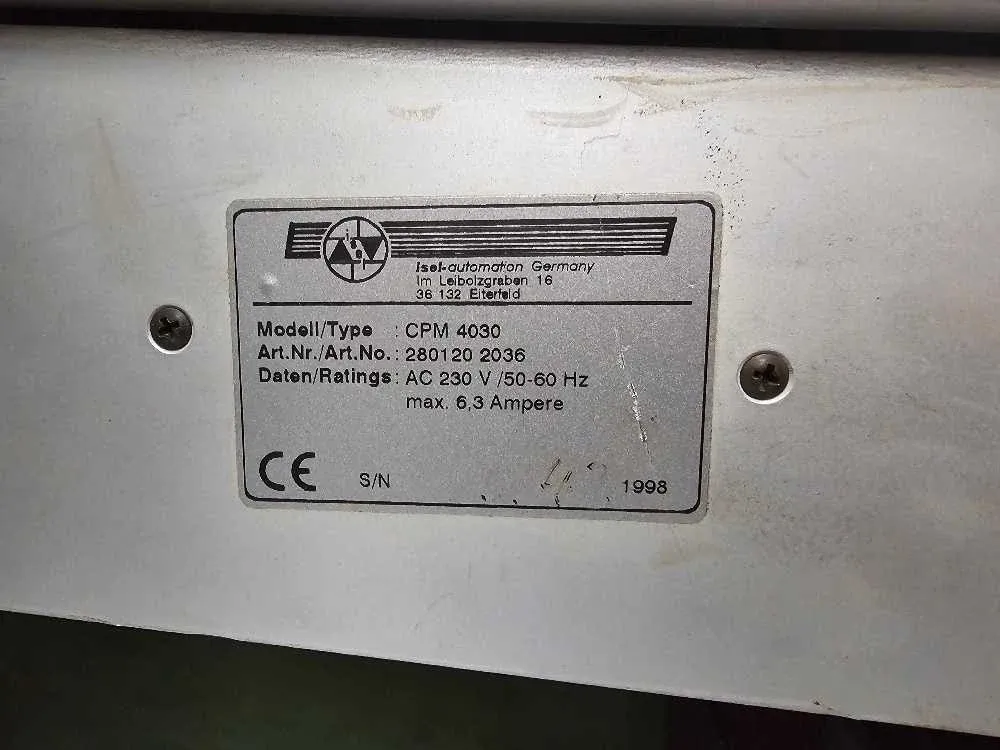 isel-automation Germany
Im Leibolzgraben 16
36 132 Eiterfeld
Modell/Type : CPM 4030
Art.Nr./Art.No. : 280120 2036
Daten/Ratings : AC 230 V /50-60 Hz
max. 6,3 Ampere
CE S/N 1998